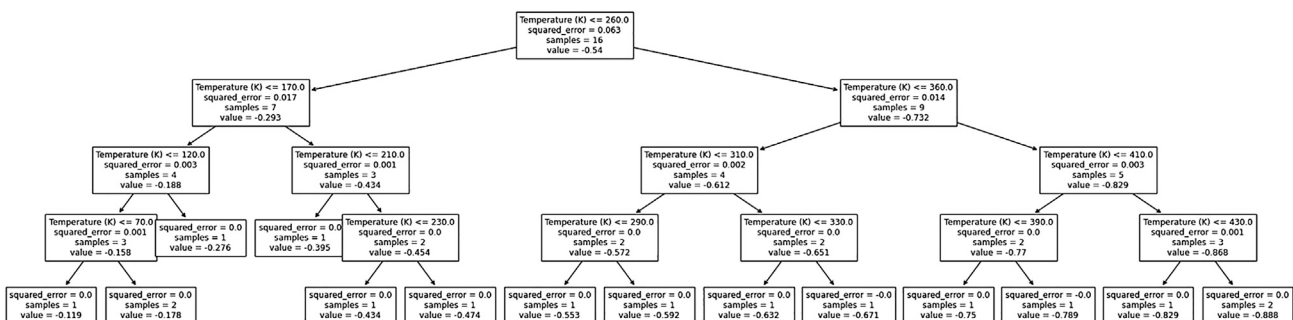 Temperature (K) <= 260.0
squared_error = 0.063
samples = 16
value = -0.54
Temperature (K) <= 170.0
squared_error = 0.017
samples = 7
value = -0.293
Temperature (K) <= 360.0
squared_error = 0.014
samples = 9
value = -0.732
Temperature (K) <= 120.0
squared_error = 0.003
samples = 4
value = -0.188
Temperature (K) <= 210.0
squared_error = 0.001
samples = 3
value = -0.434
Temperature (K) <= 310.0
squared_error = 0.002
samples = 4
value = -0.612
Temperature (K) <= 410.0
squared_error = 0.003
samples = 5
value = -0.829
Temperature (K) <= 70.0
squared_error = 0.001
samples = 3
value = -0.158
squared_error = 0.0
samples = 1
value = -0.276
squared_error = 0.0
samples = 1
value = -0.395
Temperature (K) <= 230.0
squared_error = 0.0
samples = 2
value = -0.454
Temperature (K) <= 290.0
squared_error = 0.0
samples = 2
value = -0.572
Temperature (K) <= 330.0
squared_error = 0.0
samples = 2
value = -0.651
Temperature (K) <= 390.0
squared_error = 0.0
samples = 2
value = -0.77
Temperature (K) <= 430.0
squared_error = 0.001
samples = 3
value = -0.868
squared_error = 0.0
samples = 1
value = -0.119
squared_error = 0.0
samples = 2
value = -0.178
squared_error = 0.0
samples = 1
value = -0.434
squared_error = 0.0
samples = 1
value = -0.474
squared_error = 0.0
samples = 1
value = -0.553
squared_error = 0.0
samples = 1
value = -0.592
squared_error = 0.0
samples = 1
value = -0.632
squared_error = -0.0
samples = 1
value = -0.671
squared_error = 0.0
samples = 1
value = -0.75
squared_error = -0.0
samples = 1
value = -0.789
squared_error = 0.0
samples = 1
value = -0.829
squared_error = 0.0
samples = 2
value = -0.888